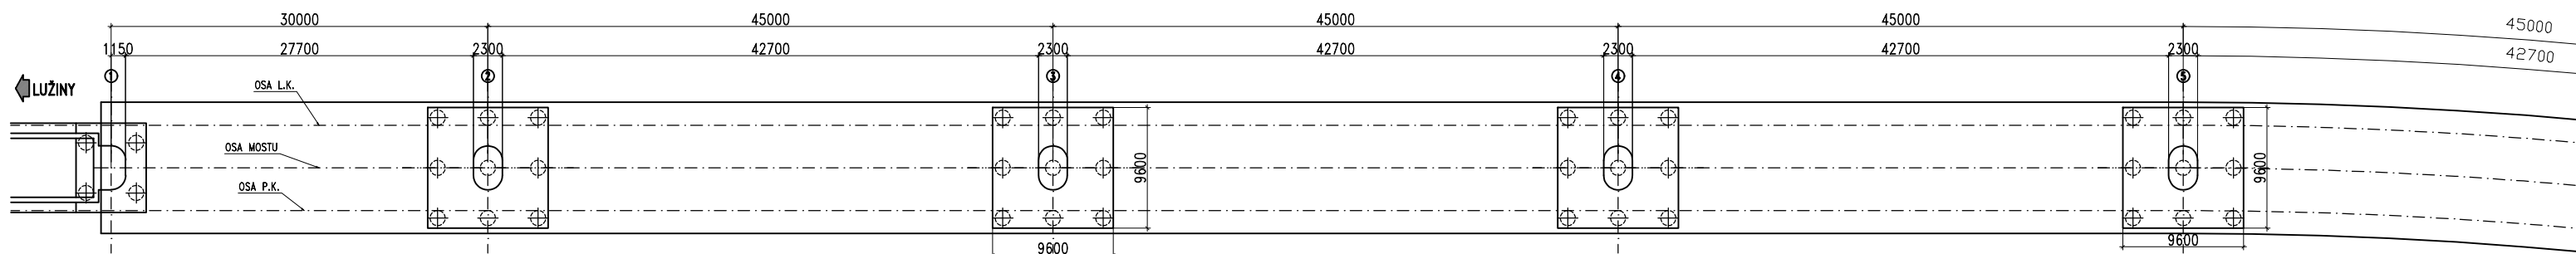 30000 45000 45000 45000 45000
1150 27700 2300 42700 2300 42700 2300 42700 2300 42700
1 2 3 4 5
LUŽINY
OSA L.K.
OSA MOSTU
OSA P.K.
9600 9600
9600 9600